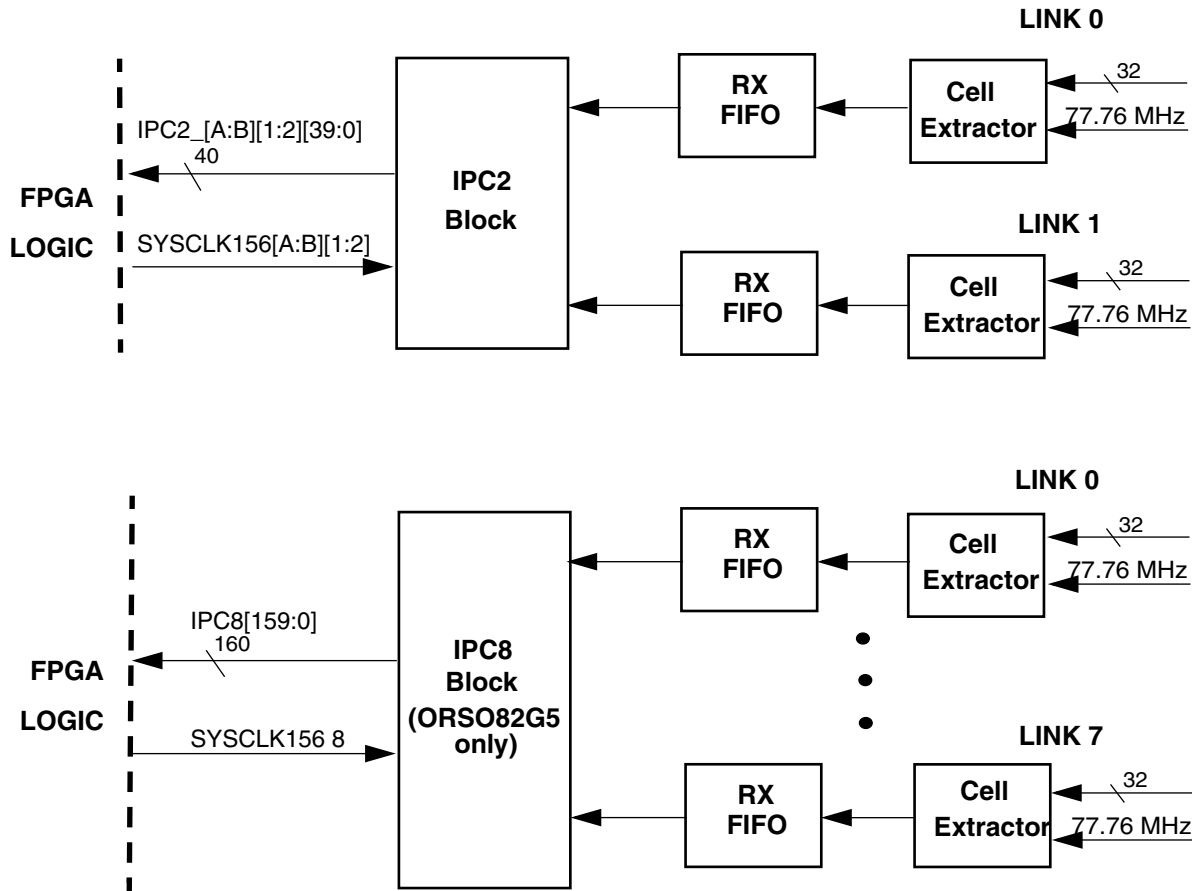 LINK 0
IPC2_[A:B][1:2][39:0]
40
FPGA
LOGIC
SYSCLK156[A:B][1:2]
IPC2
Block
RX
FIFO
Cell
Extractor
32
77.76 MHz
LINK 1
RX
FIFO
Cell
Extractor
32
77.76 MHz
LINK 0
IPC8[159:0]
160
FPGA
LOGIC
SYSCLK156 8
IPC8
Block
(ORSO82G5
only)
RX
FIFO
Cell
Extractor
32
77.76 MHz
LINK 7
RX
FIFO
Cell
Extractor
32
77.76 MHz